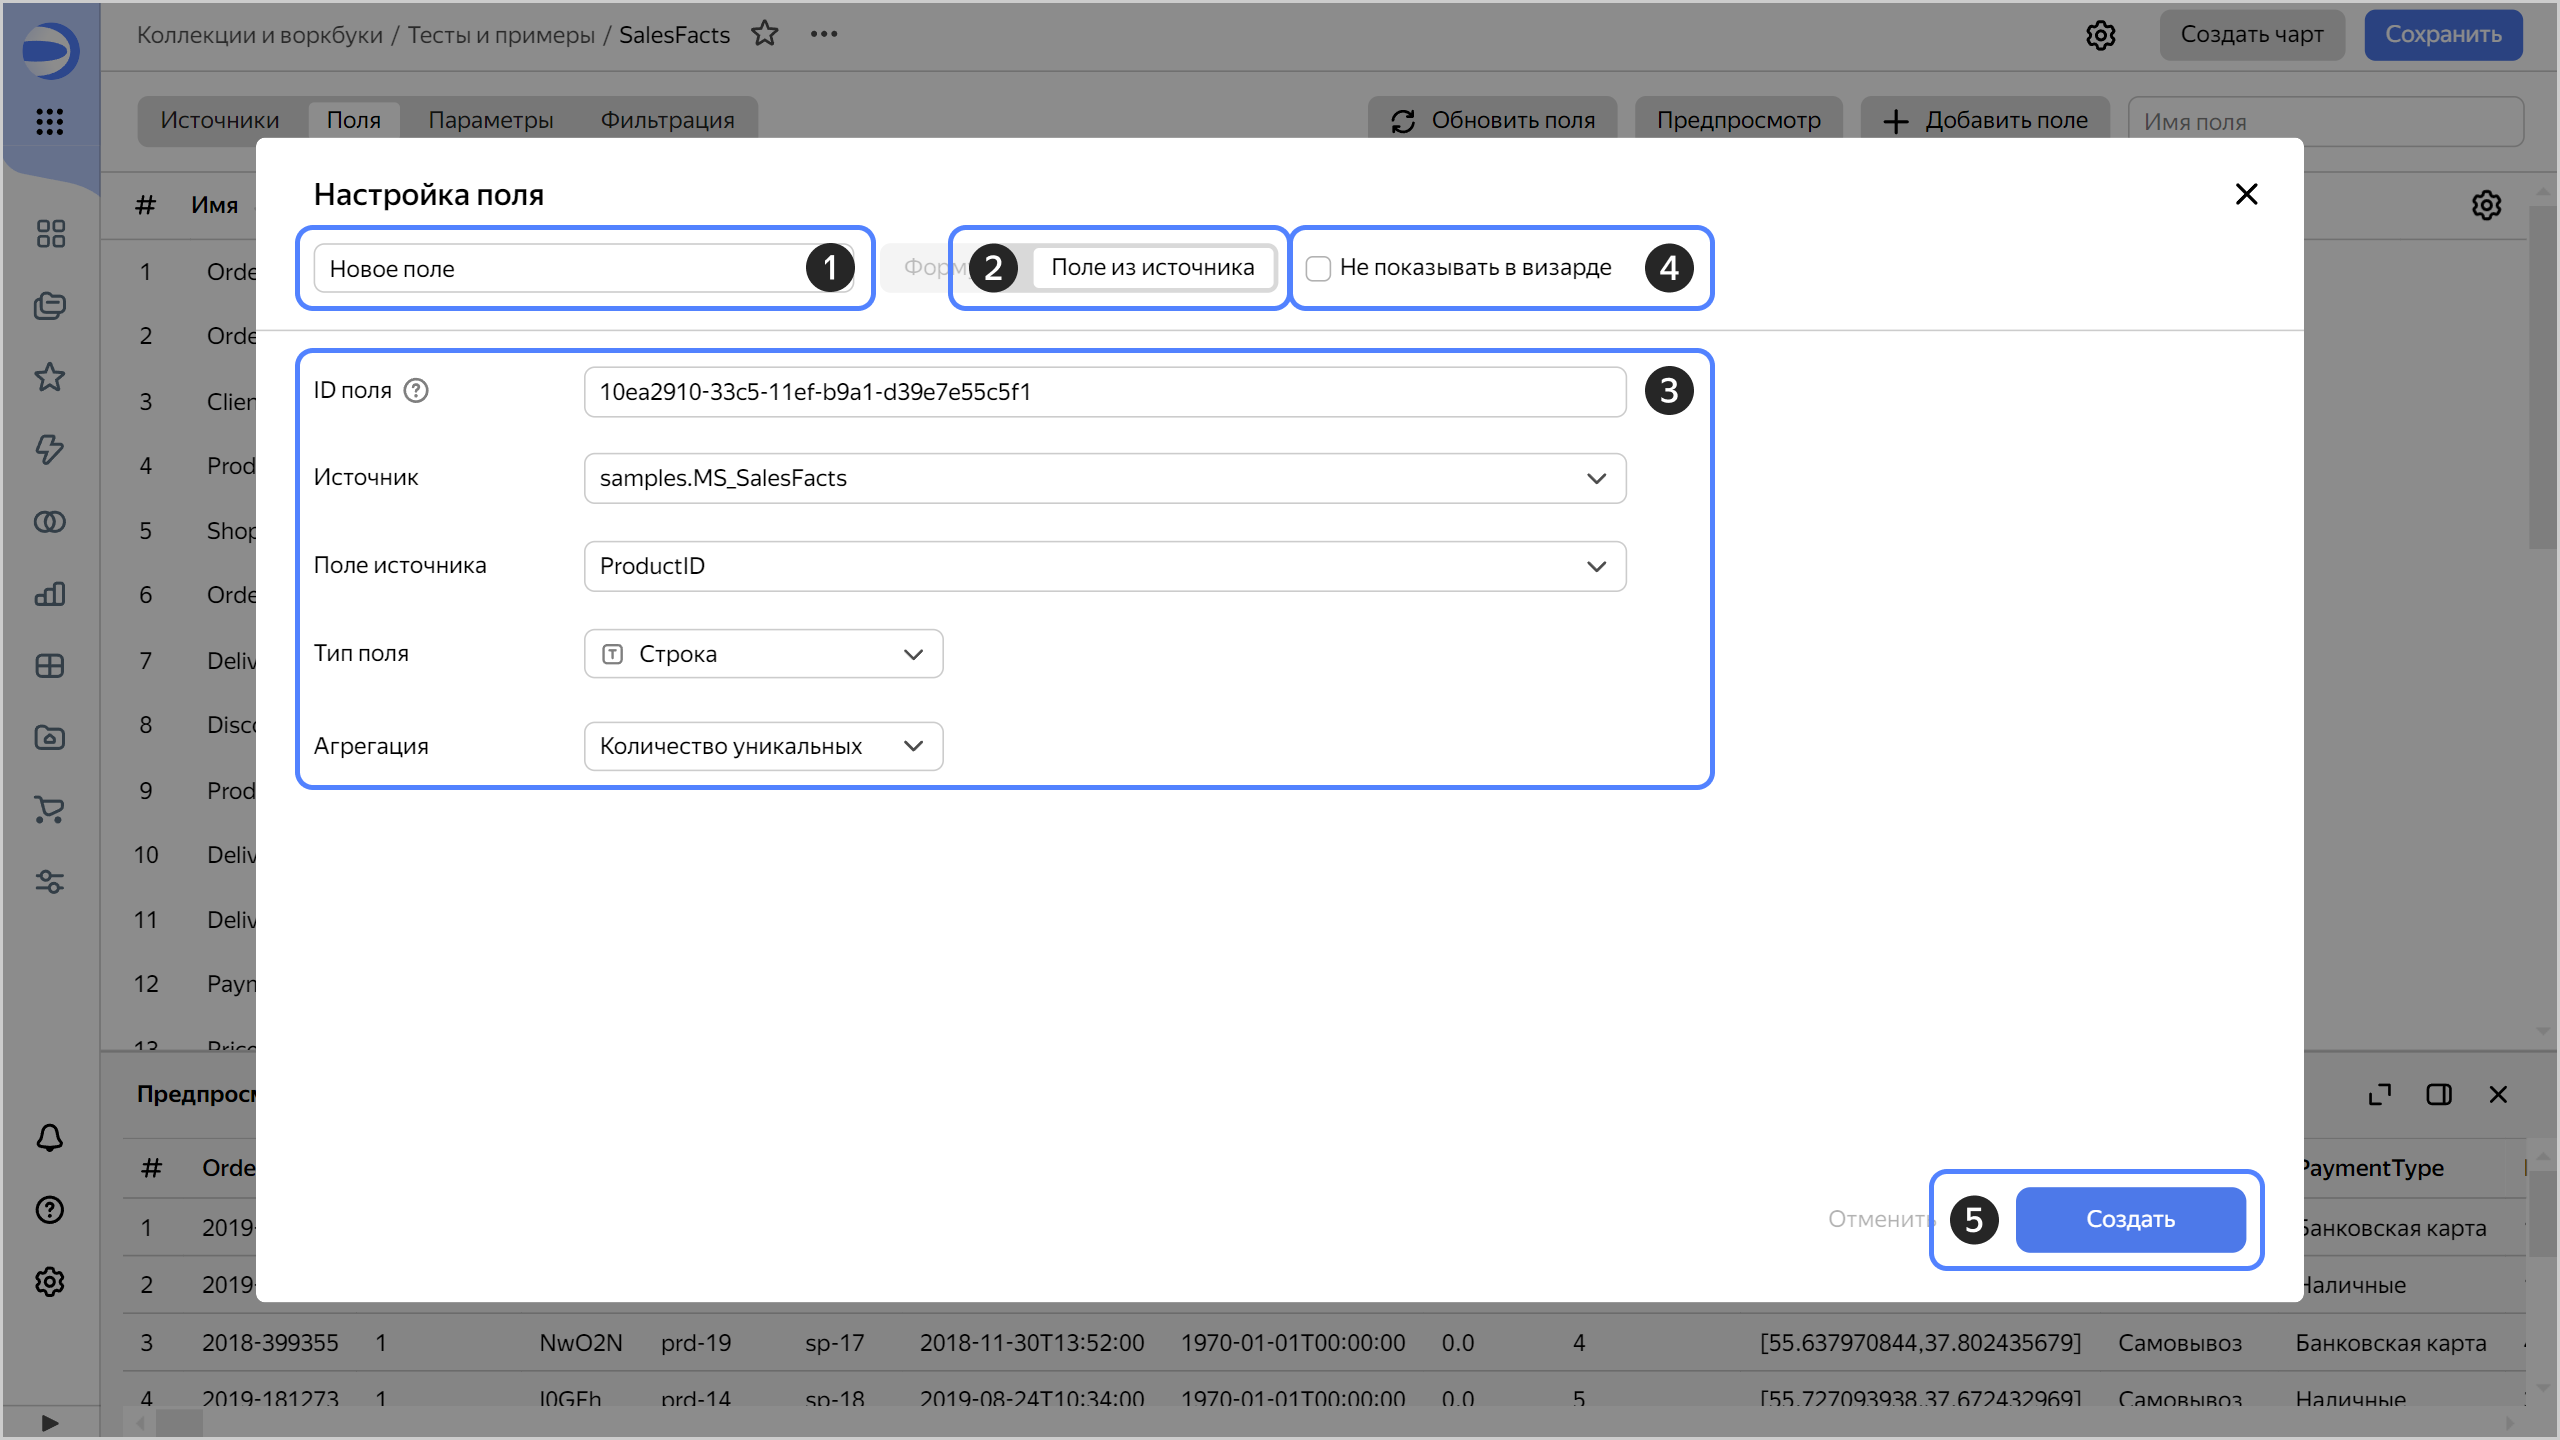 Коллекции и воркбуки / Тесты и примеры / SalesFacts
Создать чарт
Сохранить
Источники
Поля
Параметры
Фильтрация
Обновить поля
Предпросмотр
Добавить поле
Имя поля
# Имя
1 Orde
2 Orde
3 Clien
4 Prod
5 Shop
6 Orde
7 Deliv
8 Disco
9 Prod
10 Deliv
11 Deliv
12 Paym
13 Price
Настройка поля
Новое поле
1
Форм
2
Поле из источника
Не показывать в визарде
4
ID поля
10ea2910-33c5-11ef-b9a1-d39e7e55c5f1
3
Источник
samples.MS_SalesFacts
Поле источника
ProductID
Тип поля
Строка
Агрегация
Количество уникальных
Отменить
5
Создать
Предпросм
# Orde PaymentType
1 2019- Банковская карта
2 2019- Наличные
3 2018-399355 1 NwO2N prd-19 sp-17 2018-11-30T13:52:00 1970-01-01T00:00:00 0.0 4 [55.637970844,37.802435679] Самовывоз Банковская карта
4 2019-181273 1 prd-14 sp-18 2019-08-24T10:34:00 1970-01-01T00:00:00 0.0 5 [55.727093938,37.672432969] Самовывоз Наличные